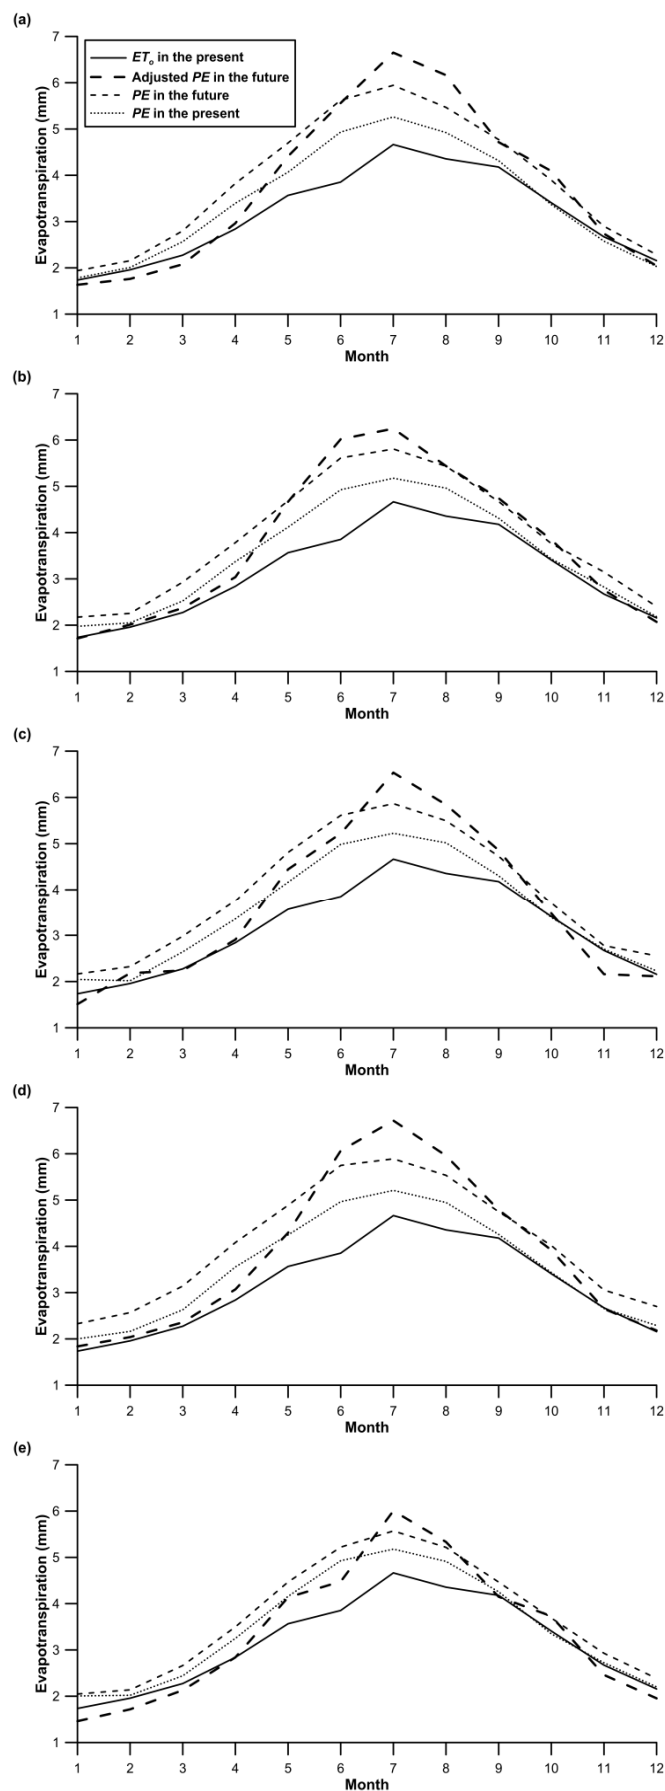 (a)
7
6
5
4
3
2
1
Evapotranspiration (mm)
ETo in the present
Adjusted PE in the future
PE in the future
PE in the present
1 2 3 4 5 6 7 8 9 10 11 12
Month
(b)
7
6
5
4
3
2
1
Evapotranspiration (mm)
1 2 3 4 5 6 7 8 9 10 11 12
Month
(c)
7
6
5
4
3
2
1
Evapotranspiration (mm)
1 2 3 4 5 6 7 8 9 10 11 12
Month
(d)
7
6
5
4
3
2
1
Evapotranspiration (mm)
1 2 3 4 5 6 7 8 9 10 11 12
Month
(e)
7
6
5
4
3
2
1
Evapotranspiration (mm)
1 2 3 4 5 6 7 8 9 10 11 12
Month